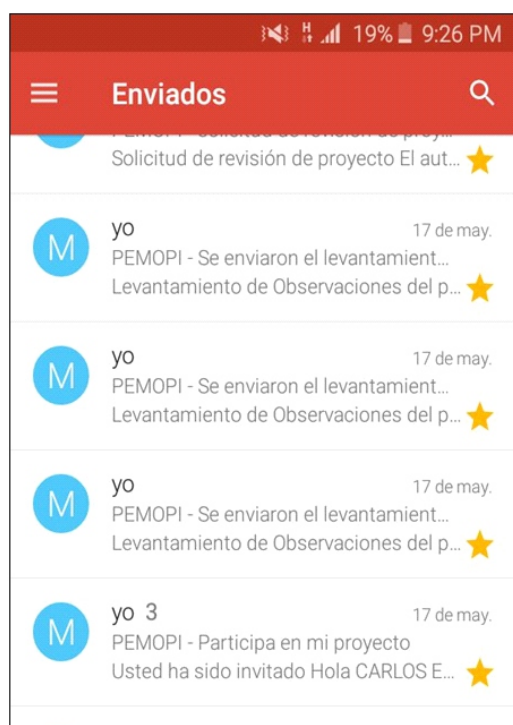 19% 9:26 PM
Enviados
Solicitud de revisión de proyecto El aut...
M yo 17 de may.
PEMOPI - Se enviaron el levantamient...
Levantamiento de Observaciones del p...
M yo 17 de may.
PEMOPI - Se enviaron el levantamient...
Levantamiento de Observaciones del p...
M yo 17 de may.
PEMOPI - Se enviaron el levantamient...
Levantamiento de Observaciones del p...
M yo 3 17 de may.
PEMOPI - Participa en mi proyecto
Usted ha sido invitado Hola CARLOS E...